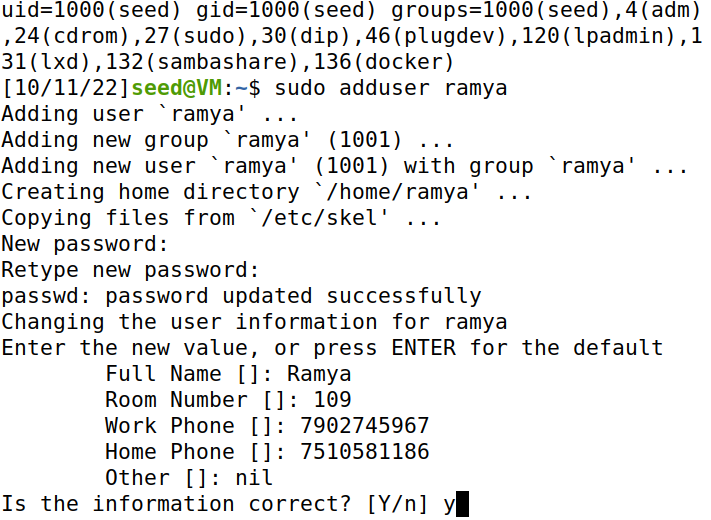 uid=1000(seed) gid=1000(seed) groups=1000(seed),4(adm)
,24(cdrom),27(sudo),30(dip),46(plugdev),120(lpadmin),1
31(lxd),132(sambashare),136(docker)
[10/11/22]seed@VM:~$ sudo adduser ramya
Adding user `ramya' ...
Adding new group `ramya' (1001) ...
Adding new user `ramya' (1001) with group `ramya' ...
Creating home directory `/home/ramya' ...
Copying files from `/etc/skel' ...
New password:
Retype new password:
passwd: password updated successfully
Changing the user information for ramya
Enter the new value, or press ENTER for the default
        Full Name []: Ramya
        Room Number []: 109
        Work Phone []: 7902745967
        Home Phone []: 7510581186
        Other []: nil
Is the information correct? [Y/n] y